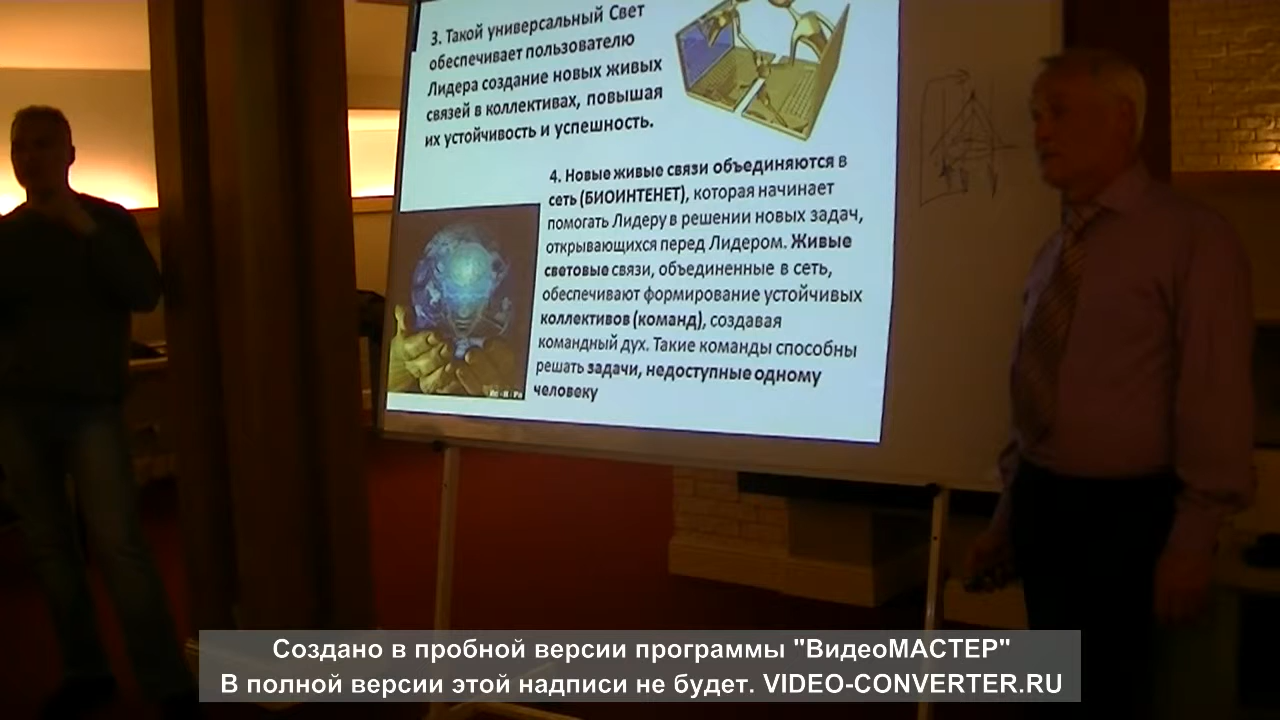 3. Такой универсальный Свет
обеспечивает пользователю
Лидера создание новых живых
связей в коллективах, повышая
их устойчивость и успешность.
4. Новые живые связи объединяются в
сеть (БИОИНТЕНЕТ), которая начинает
помогать Лидеру в решении новых задач,
открывающихся перед Лидером. Живые
световые связи, объединенные в сеть,
обеспечивают формирование устойчивых
коллективов (команд), создавая
командный дух. Такие команды способны
решать задачи, недоступные одному
человеку
Создано в пробной версии программы "ВидеоМАСТЕР"
В полной версии этой надписи не будет. VIDEO-CONVERTER.RU